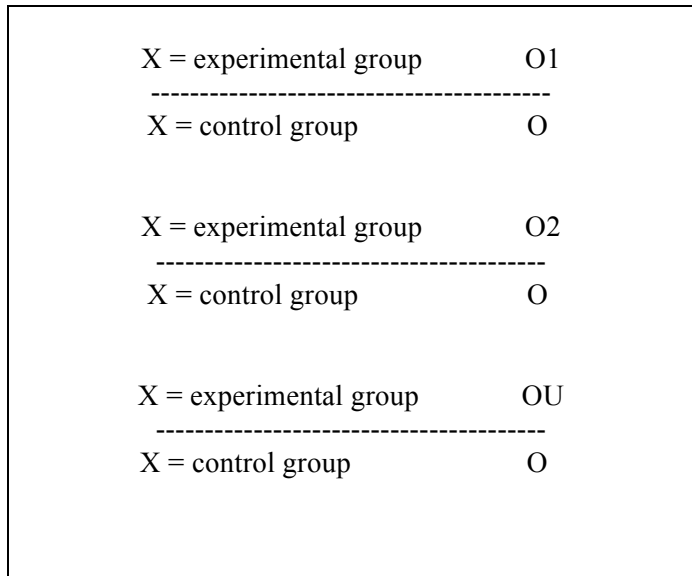 X = experimental group O1
-----------------------------------------
X = control group O
X = experimental group O2
----------------------------------------
X = control group O
X = experimental group OU
----------------------------------------
X = control group O